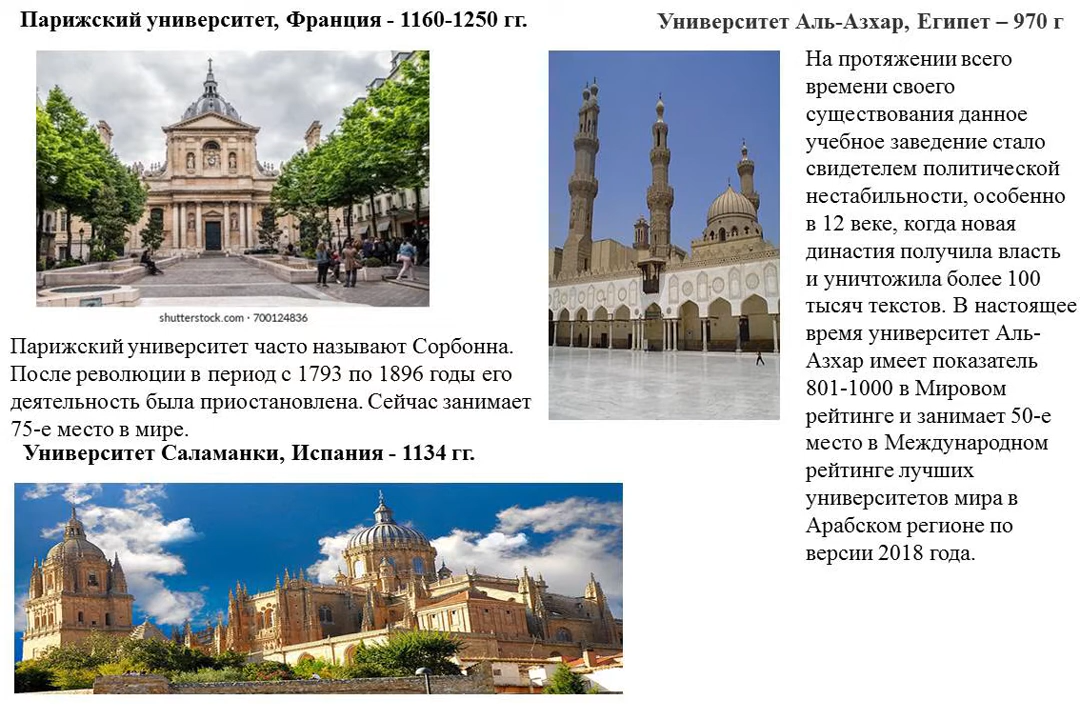 Парижский университет, Франция - 1160-1250 гг.
shutterstock.com · 700124836
Парижский университет часто называют Сорбонна.
После революции в период с 1793 по 1896 годы его
деятельность была приостановлена. Сейчас занимает
75-е место в мире.
Университет Саламанки, Испания - 1134 гг.
Университет Аль-Азхар, Египет – 970 г
На протяжении всего
времени своего
существования данное
учебное заведение стало
свидетелем политической
нестабильности, особенно
в 12 веке, когда новая
династия получила власть
и уничтожила более 100
тысяч текстов. В настоящее
время университет Аль-
Азхар имеет показатель
801-1000 в Мировом
рейтинге и занимает 50-е
место в Международном
рейтинге лучших
университетов мира в
Арабском регионе по
версии 2018 года.